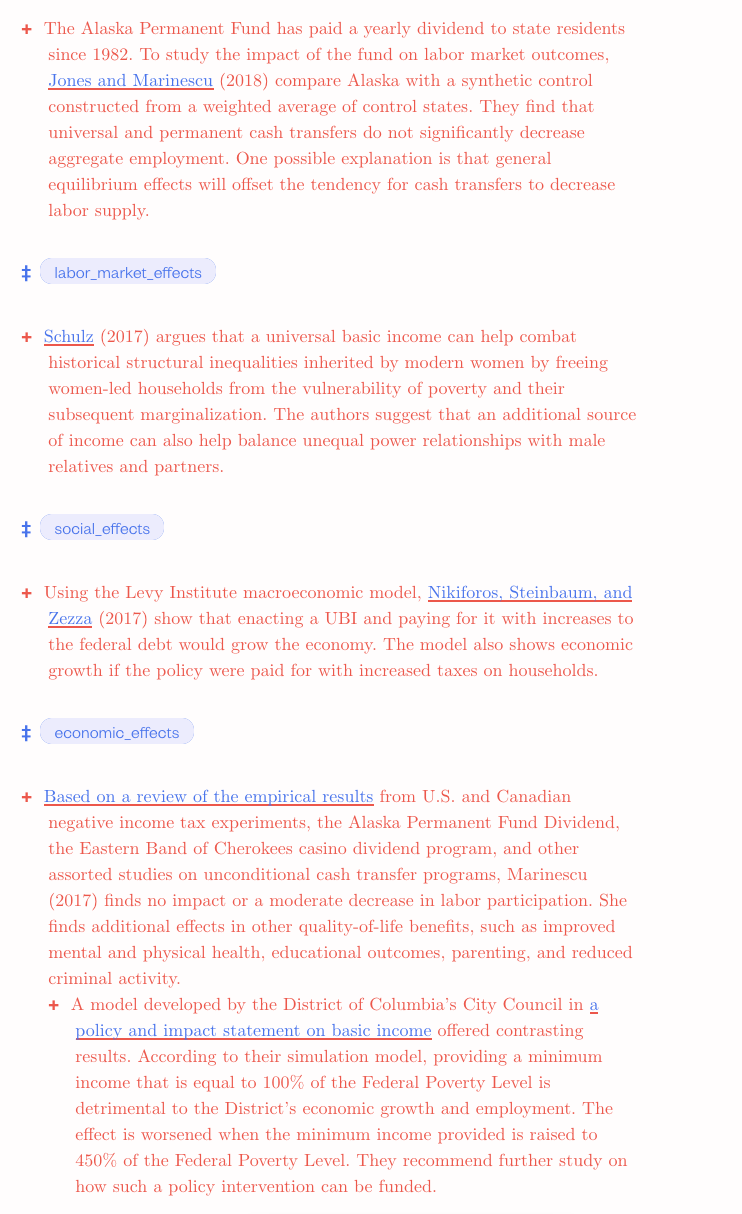 + The Alaska Permanent Fund has paid a yearly dividend to state residents
since 1982. To study the impact of the fund on labor market outcomes,
Jones and Marinescu (2018) compare Alaska with a synthetic control
constructed from a weighted average of control states. They find that
universal and permanent cash transfers do not significantly decrease
aggregate employment. One possible explanation is that general
equilibrium effects will offset the tendency for cash transfers to decrease
labor supply.
‡ labor_market_effects
+ Schulz (2017) argues that a universal basic income can help combat
historical structural inequalities inherited by modern women by freeing
women-led households from the vulnerability of poverty and their
subsequent marginalization. The authors suggest that an additional source
of income can also help balance unequal power relationships with male
relatives and partners.
‡ social_effects
+ Using the Levy Institute macroeconomic model, Nikiforos, Steinbaum, and
Zezza (2017) show that enacting a UBI and paying for it with increases to
the federal debt would grow the economy. The model also shows economic
growth if the policy were paid for with increased taxes on households.
‡ economic_effects
+ Based on a review of the empirical results from U.S. and Canadian
negative income tax experiments, the Alaska Permanent Fund Dividend,
the Eastern Band of Cherokees casino dividend program, and other
assorted studies on unconditional cash transfer programs, Marinescu
(2017) finds no impact or a moderate decrease in labor participation. She
finds additional effects in other quality-of-life benefits, such as improved
mental and physical health, educational outcomes, parenting, and reduced
criminal activity.
+ A model developed by the District of Columbia's City Council in a
policy and impact statement on basic income offered contrasting
results. According to their simulation model, providing a minimum
income that is equal to 100% of the Federal Poverty Level is
detrimental to the District's economic growth and employment. The
effect is worsened when the minimum income provided is raised to
450% of the Federal Poverty Level. They recommend further study on
how such a policy intervention can be funded.